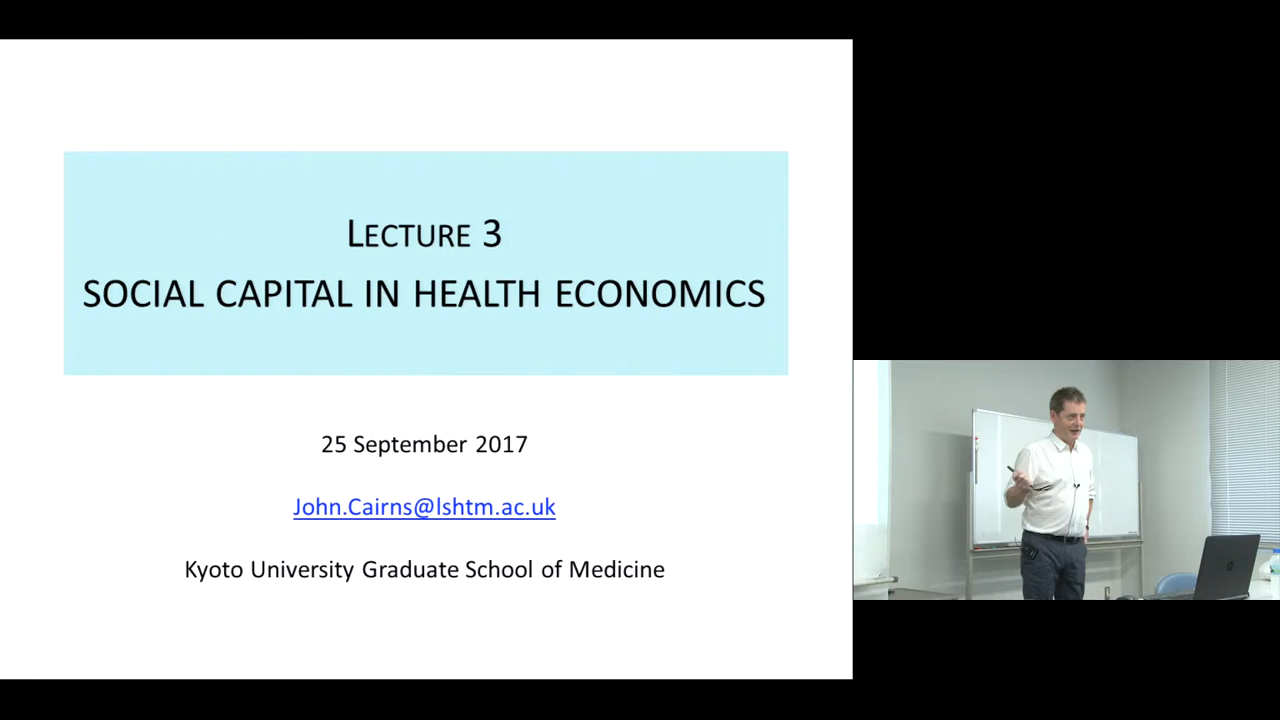 LECTURE 3
SOCIAL CAPITAL IN HEALTH ECONOMICS
25 September 2017
John.Cairns@lshtm.ac.uk
Kyoto University Graduate School of Medicine